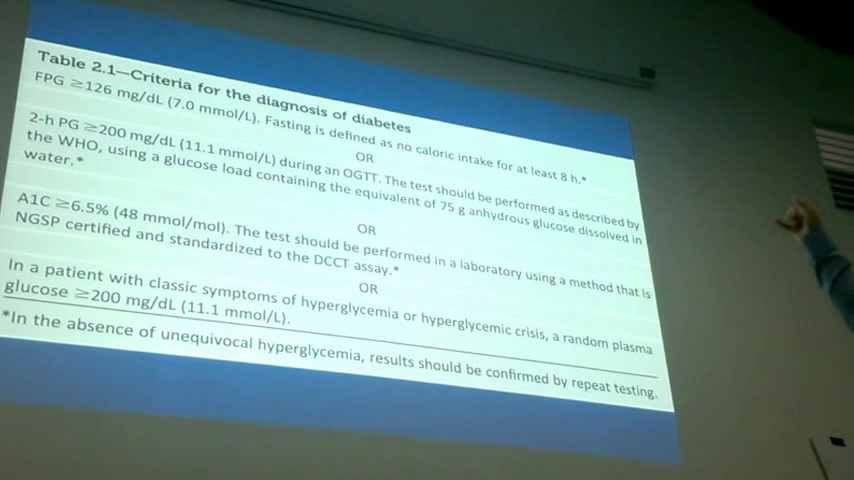 Table 2.1—Criteria for the diagnosis of diabetes
FPG ≥126 mg/dL (7.0 mmol/L). Fasting is defined as no caloric intake for at least 8 h.*
OR
2-h PG ≥200 mg/dL (11.1 mmol/L) during an OGTT. The test should be performed as described by
the WHO, using a glucose load containing the equivalent of 75 g anhydrous glucose dissolved in
water.*
OR
A1C ≥6.5% (48 mmol/mol). The test should be performed in a laboratory using a method that is
NGSP certified and standardized to the DCCT assay.*
OR
In a patient with classic symptoms of hyperglycemia or hyperglycemic crisis, a random plasma
glucose ≥200 mg/dL (11.1 mmol/L).
*In the absence of unequivocal hyperglycemia, results should be confirmed by repeat testing.